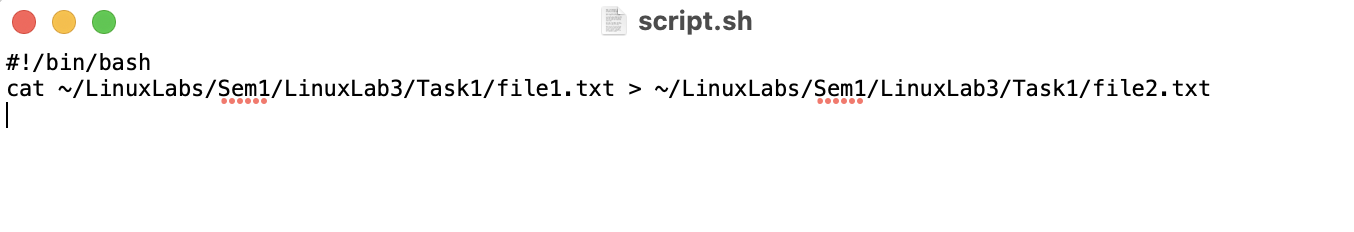 script.sh
#!/bin/bash
cat ~/LinuxLabs/Sem1/LinuxLab3/Task1/file1.txt > ~/LinuxLabs/Sem1/LinuxLab3/Task1/file2.txt